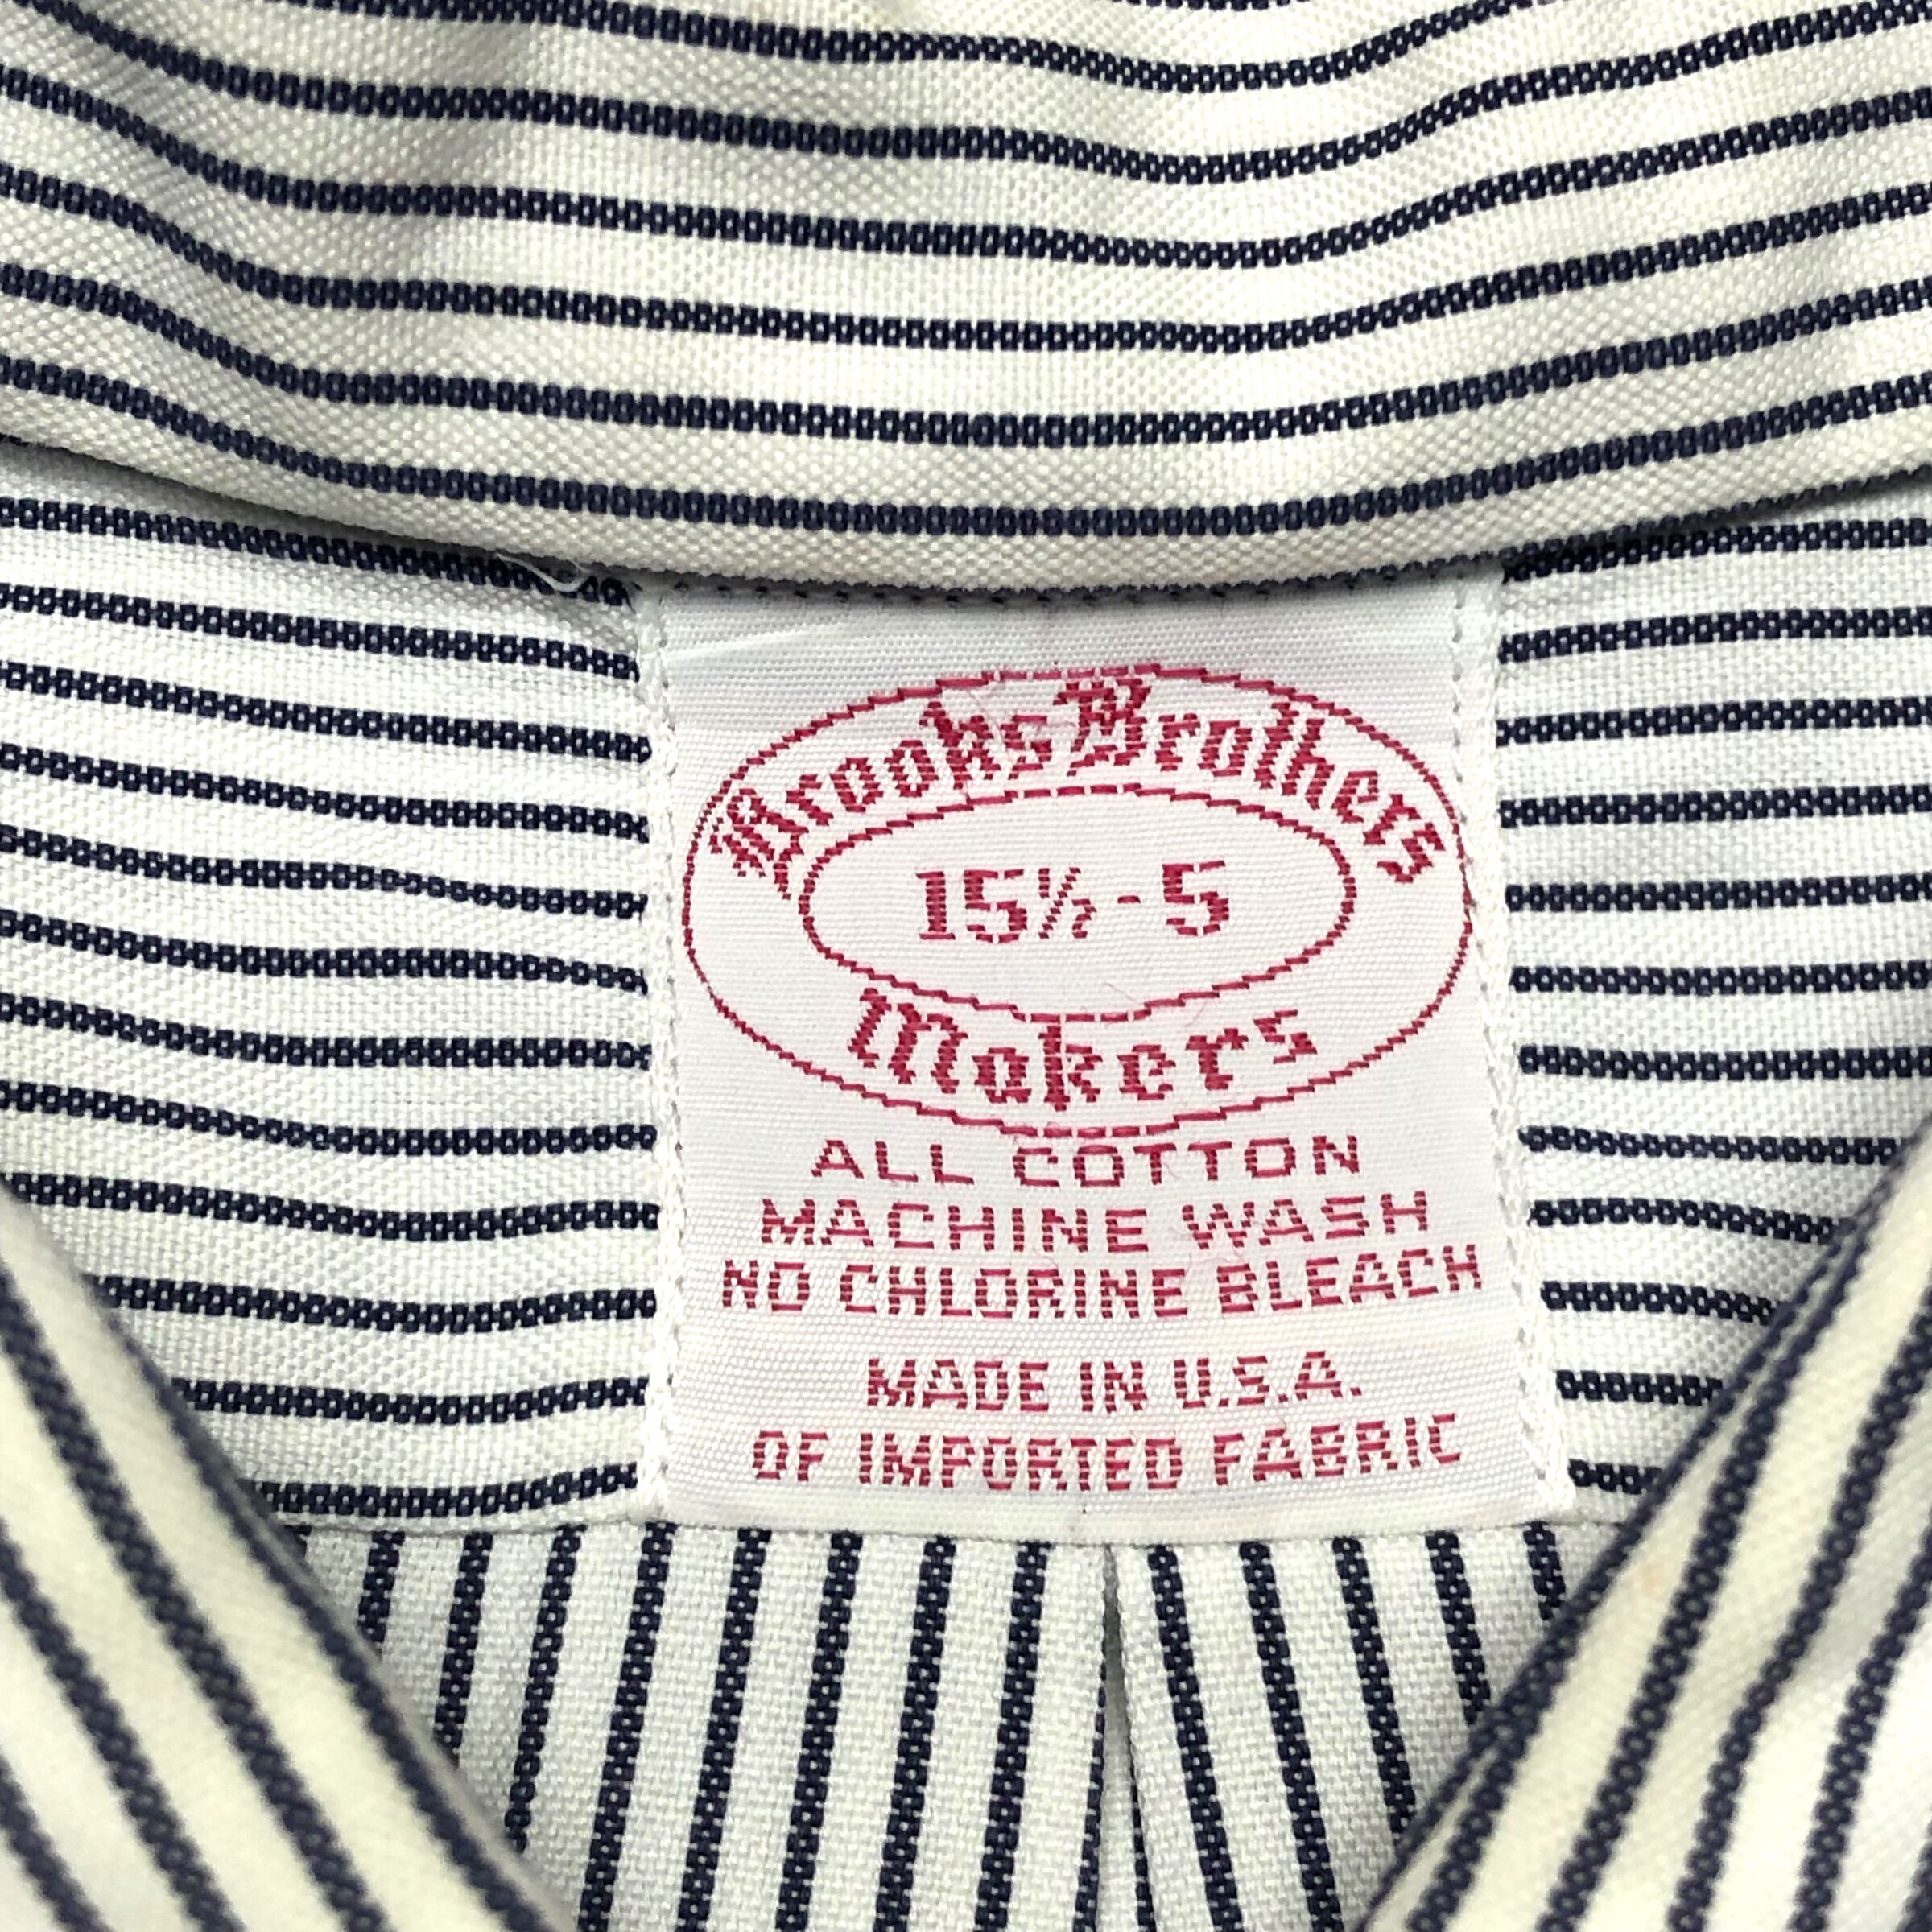 Brooks Brothers
15½-5
Makers
ALL COTTON
MACHINE WASH
NO CHLORINE BLEACH
MADE IN U.S.A.
OF IMPORTED FABRIC